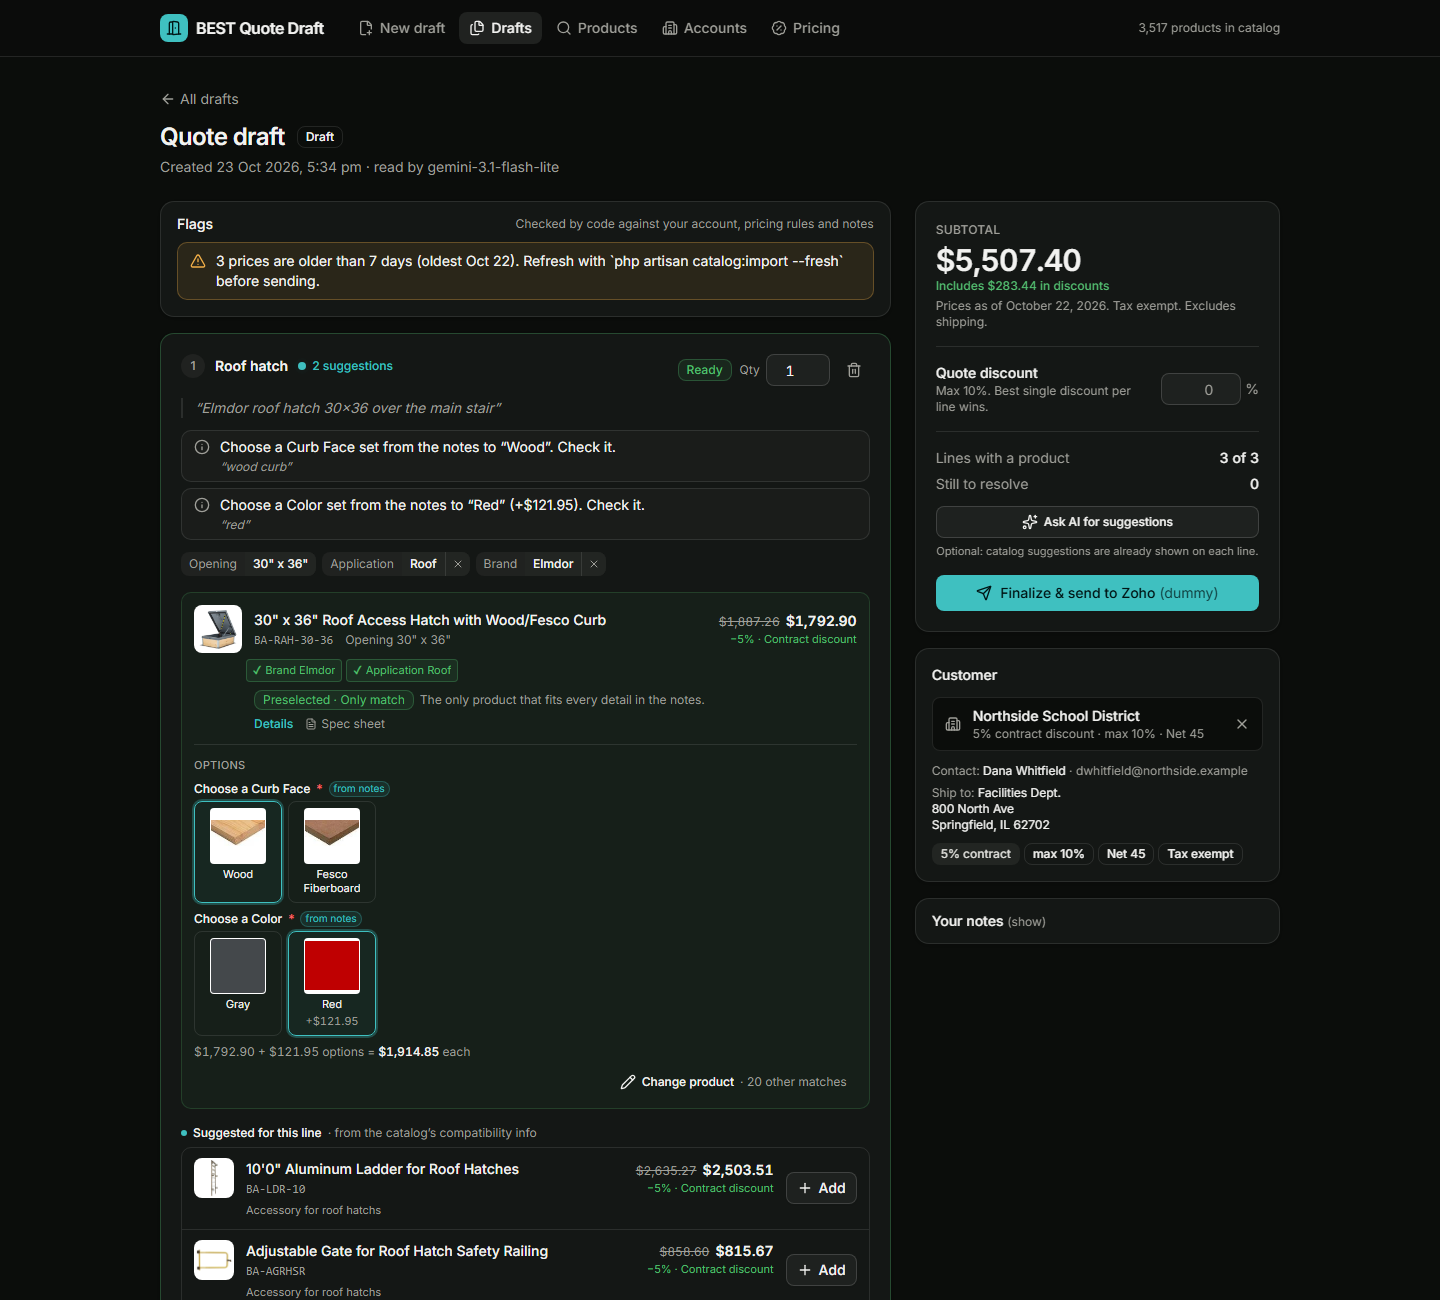 BEST Quote Draft
New draft
Drafts
Products
Accounts
Pricing
3,517 products in catalog
All drafts
Quote draft Draft
Created 23 Oct 2026, 5:34 pm · read by gemini-3.1-flash-lite
Flags
Checked by code against your account, pricing rules and notes
3 prices are older than 7 days (oldest Oct 22). Refresh with `php artisan catalog:import --fresh`
before sending.
1 Roof hatch 2 suggestions
Ready Qty 1
“Elmdor roof hatch 30×36 over the main stair”
Choose a Curb Face set from the notes to “Wood”. Check it.
“wood curb”
Choose a Color set from the notes to “Red” (+$121.95). Check it.
“red”
Opening 30" x 36" Application Roof × Brand Elmdor ×
30" x 36" Roof Access Hatch with Wood/Fesco Curb
$1,887.26 $1,792.90
BA-RAH-30-36 Opening 30" x 36"
−5% · Contract discount
✓ Brand Elmdor ✓ Application Roof
Preselected · Only match The only product that fits every detail in the notes.
Details Spec sheet
OPTIONS
Choose a Curb Face * from notes
Wood
Fesco
Fiberboard
Choose a Color * from notes
Gray
Red
+$121.95
$1,792.90 + $121.95 options = $1,914.85 each
Change product · 20 other matches
Suggested for this line · from the catalog’s compatibility info
10'0" Aluminum Ladder for Roof Hatches
$2,635.27 $2,503.51
BA-LDR-10
−5% · Contract discount
+ Add
Accessory for roof hatchs
Adjustable Gate for Roof Hatch Safety Railing
$858.60 $815.67
BA-AGRHSR
−5% · Contract discount
+ Add
Accessory for roof hatchs
SUBTOTAL
$5,507.40
Includes $283.44 in discounts
Prices as of October 22, 2026. Tax exempt. Excludes
shipping.
Quote discount
Max 10%. Best single discount per
line wins.
0 %
Lines with a product 3 of 3
Still to resolve 0
Ask AI for suggestions
Optional: catalog suggestions are already shown on each line.
Finalize & send to Zoho (dummy)
Customer
Northside School District
5% contract discount · max 10% · Net 45
Contact: Dana Whitfield · dwhitfield@northside.example
Ship to: Facilities Dept.
800 North Ave
Springfield, IL 62702
5% contract max 10% Net 45 Tax exempt
Your notes (show)